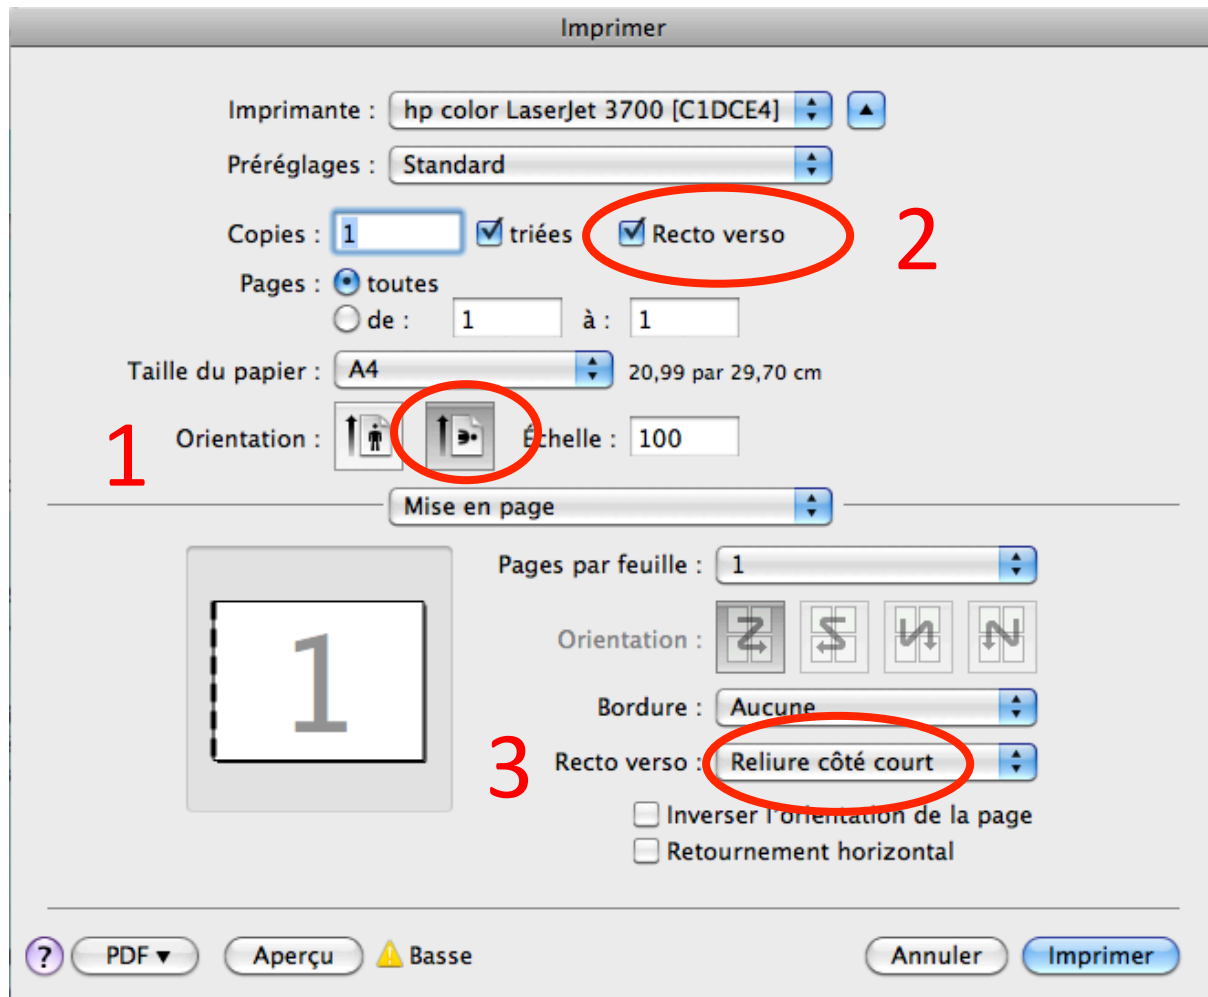 Imprimer
Imprimante : hp color LaserJet 3700 [C1DCE4]
Préréglages : Standard
Copies : 1 triées Recto verso 2
Pages : toutes
de : 1 à : 1
Taille du papier : A4 20,99 par 29,70 cm
1 Orientation : Échelle : 100
Mise en page
Pages par feuille : 1
1
Orientation :
Bordure : Aucune
3 Recto verso : Reliure côté court
Inverser l'orientation de la page
Retournement horizontal
? PDF ▼ Aperçu Basse Annuler Imprimer